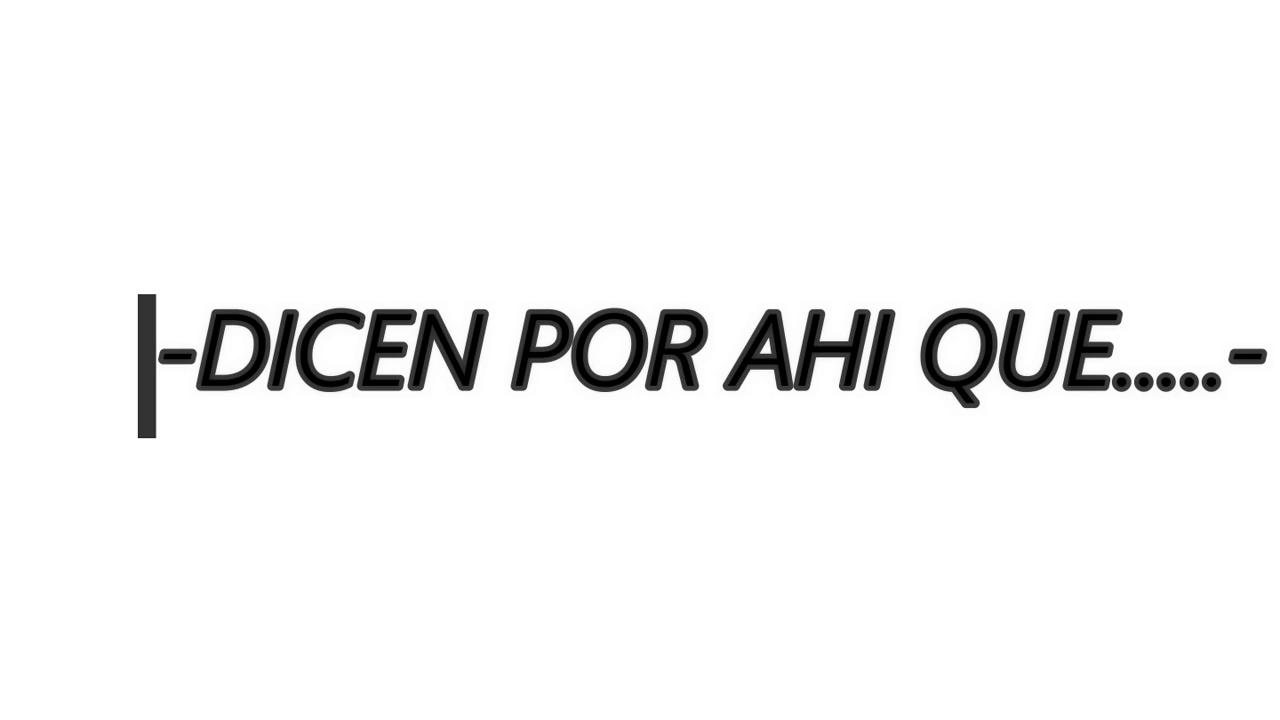 -DICEN POR AHI QUE.....-